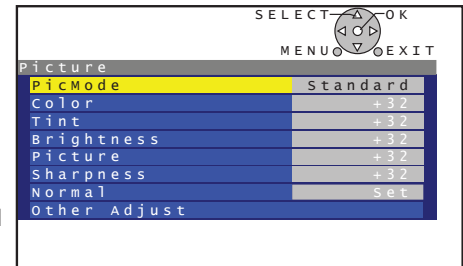 SELECT OK
MENU EXIT
Picture
PicMode Standard
Color +32
Tint +32
Brightness +32
Picture +32
Sharpness +32
Normal Set
Other Adjust